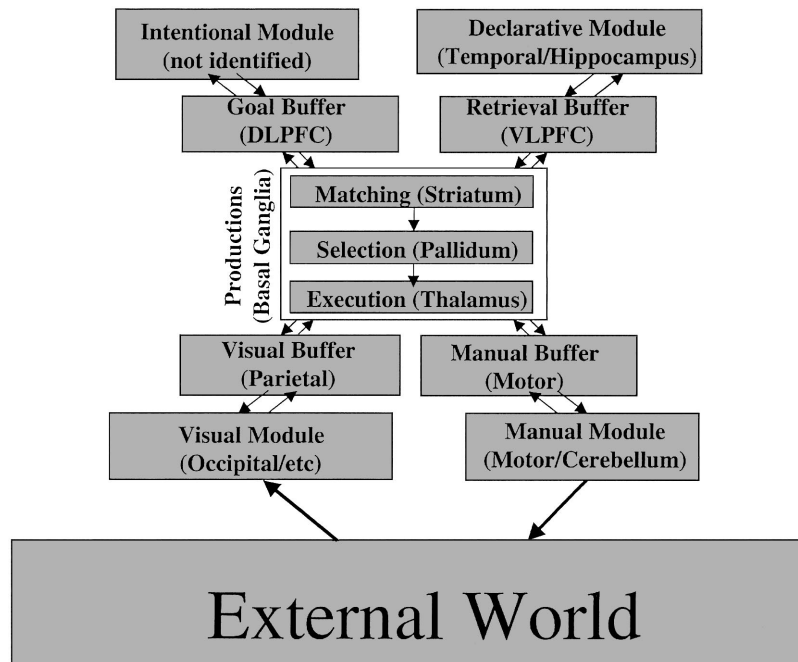 Intentional Module
(not identified)
Declarative Module
(Temporal/Hippocampus)
Goal Buffer
(DLPFC)
Retrieval Buffer
(VLPFC)
Productions
(Basal Ganglia)
Matching (Striatum)
Selection (Pallidum)
Execution (Thalamus)
Visual Buffer
(Parietal)
Manual Buffer
(Motor)
Visual Module
(Occipital/etc)
Manual Module
(Motor/Cerebellum)
External World